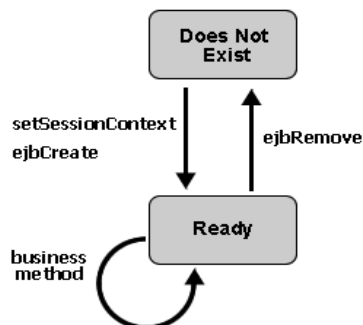 Does Not
Exist
setSessionContext
ejbCreate
ejbRemove
Ready
business
method